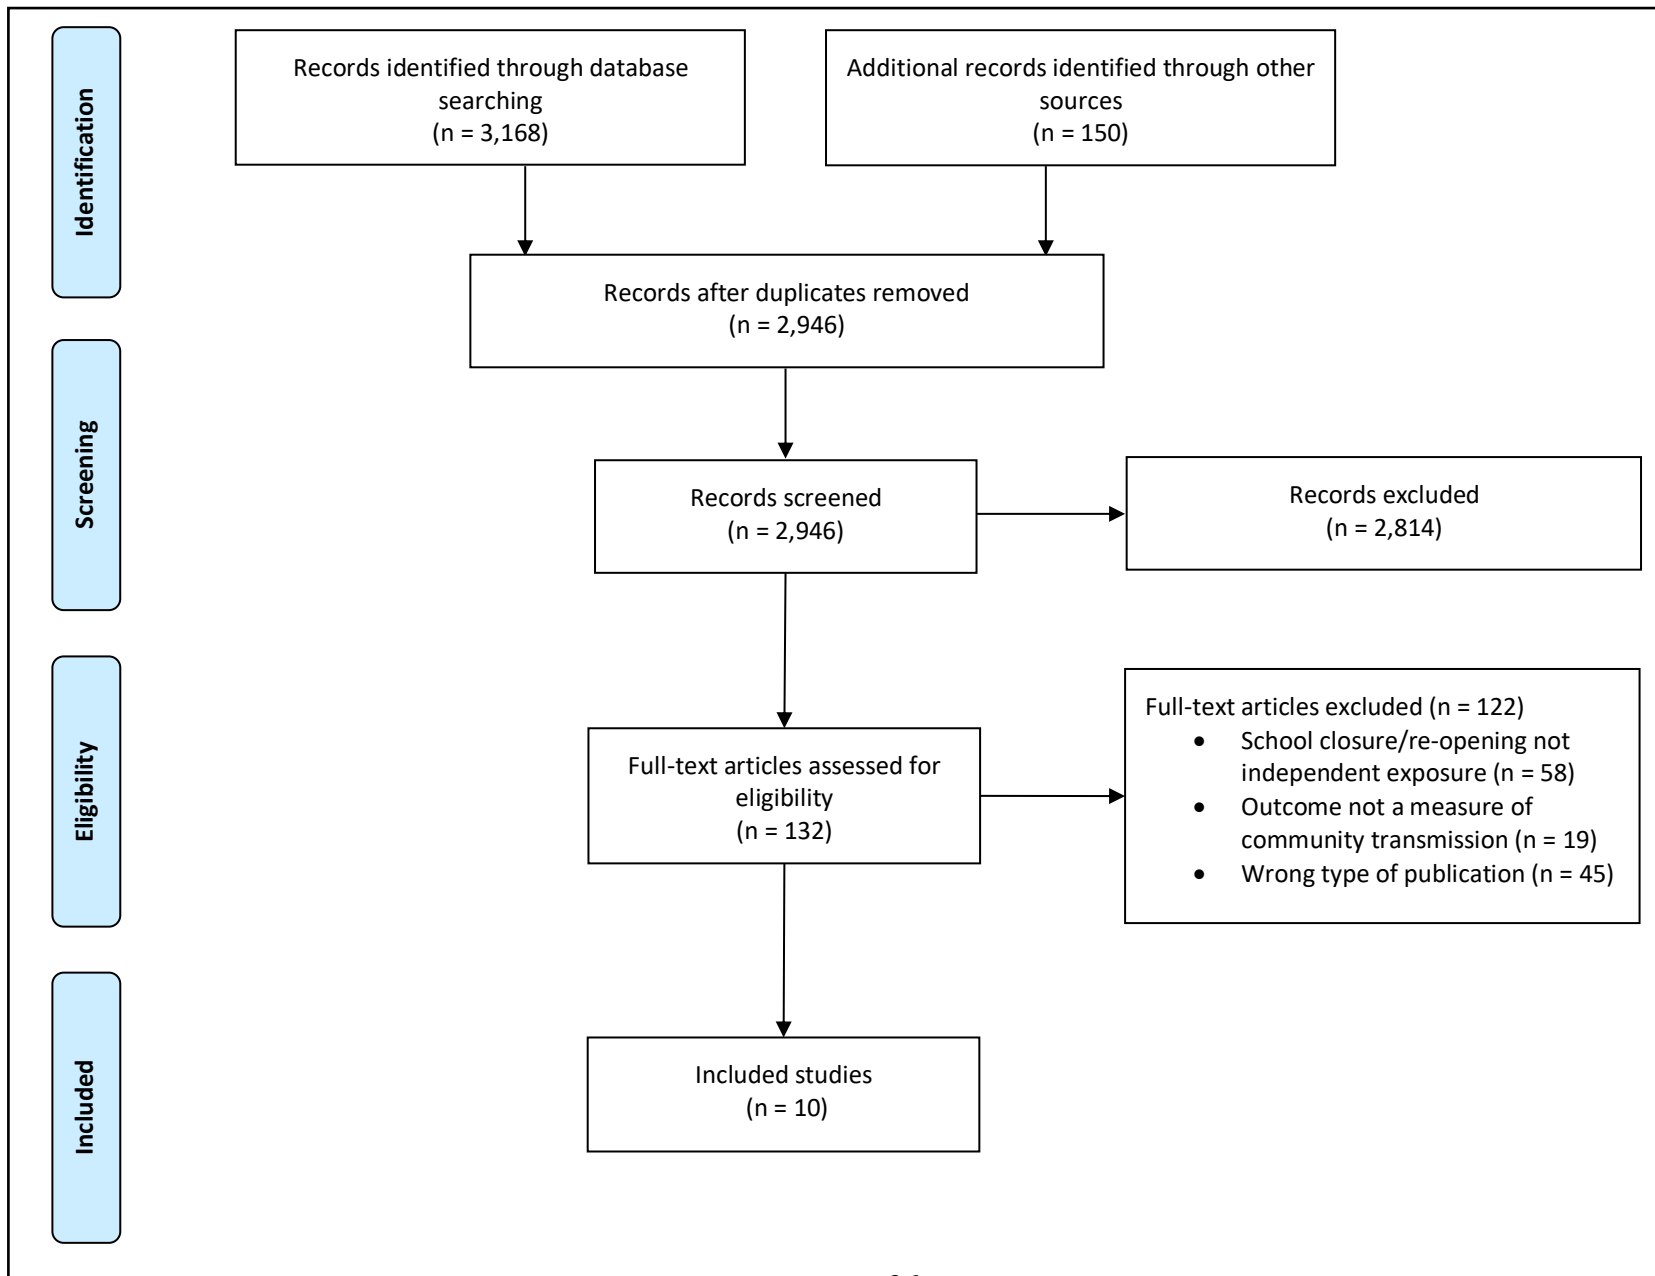 Identification
Records identified through database
searching
(n = 3,168)
Additional records identified through other
sources
(n = 150)
Records after duplicates removed
(n = 2,946)
Screening
Records screened
(n = 2,946)
Records excluded
(n = 2,814)
Eligibility
Full-text articles assessed for
eligibility
(n = 132)
Full-text articles excluded (n = 122)
• School closure/re-opening not
independent exposure (n = 58)
• Outcome not a measure of
community transmission (n = 19)
• Wrong type of publication (n = 45)
Included
Included studies
(n = 10)